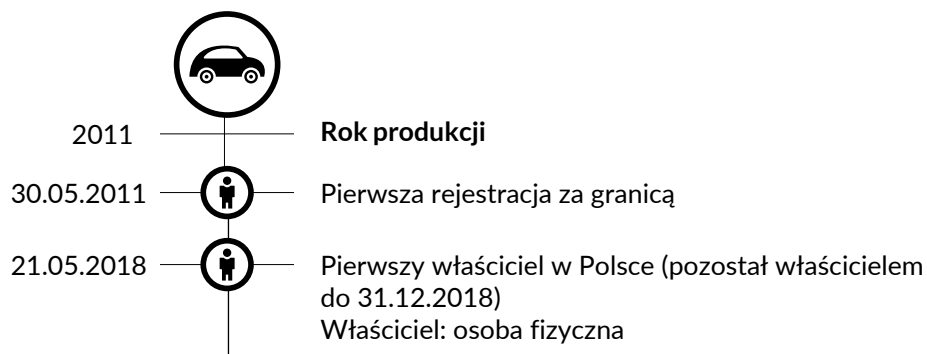 2011 Rok produkcji
30.05.2011 Pierwsza rejestracja za granicą
21.05.2018 Pierwszy właściciel w Polsce (pozostał właścicielem
do 31.12.2018)
Właściciel: osoba fizyczna